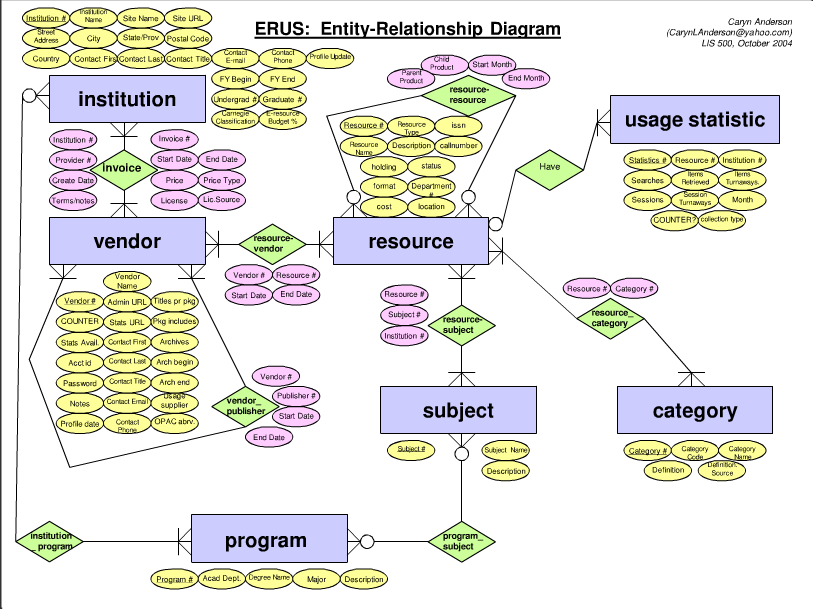 ERUS: Entity-Relationship Diagram
Caryn Anderson
(CarynLAnderson@yahoo.com)
LIS 500, October 2004
Institution #
Institution
Name
Site Name
Site URL
Street
Address
City
State/Prov
Postal Code
Country
Contact First
Contact Last
Contact Title
Contact
E-mail
Contact
Phone
Profile Update
FY Begin
FY End
Undergrad #
Graduate #
Carnegie
Classification
E-resource
Budget %
institution
Institution #
Provider #
Create Date
Terms/notes
invoice
Invoice #
Start Date
End Date
Price
Price Type
License
Lic.Source
vendor
Vendor
Name
Vendor #
Admin URL
Titles pr pkg
COUNTER
Stats URL
Pkg includes
Stats Avail.
Contact First
Archives
Acct id
Contact Last
Arch begin
Password
Contact Title
Arch end
Notes
Contact Email
Usage
supplier
Profile date
Contact
Phone
OPAC abrv.
vendor_
publisher
Vendor #
Publisher #
Start Date
End Date
resource-
vendor
Vendor #
Resource #
Start Date
End Date
Parent
Product
Child
Product
Start Month
End Month
resource-
resource
Resource #
Resource
Type
issn
Resource
Name
Description
callnumber
holding
status
format
Department
#
cost
location
resource
Have
usage statistic
Statistics #
Resource #
Institution #
Searches
Items
Retrieved
Items
Turnaways.
Sessions
Session
Turnaways
Month
COUNTER?
collection type
Resource #
Subject #
Institution #
resource-
subject
Resource #
Category #
resource_
category
subject
Subject #
Subject Name
Description
category
Category #
Category
Code
Category
Name
Definition
Definition.
Source
institution
_program
program
Program #
Acad Dept.
Degree Name
Major
Description
program_
subject